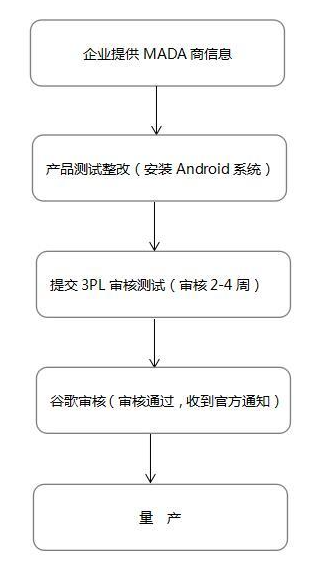 企业提供 MADA 商信息
产品测试整改（安装 Android 系统）
提交 3PL 审核测试（审核 2-4 周）
谷歌审核（审核通过，收到官方通知）
量 产